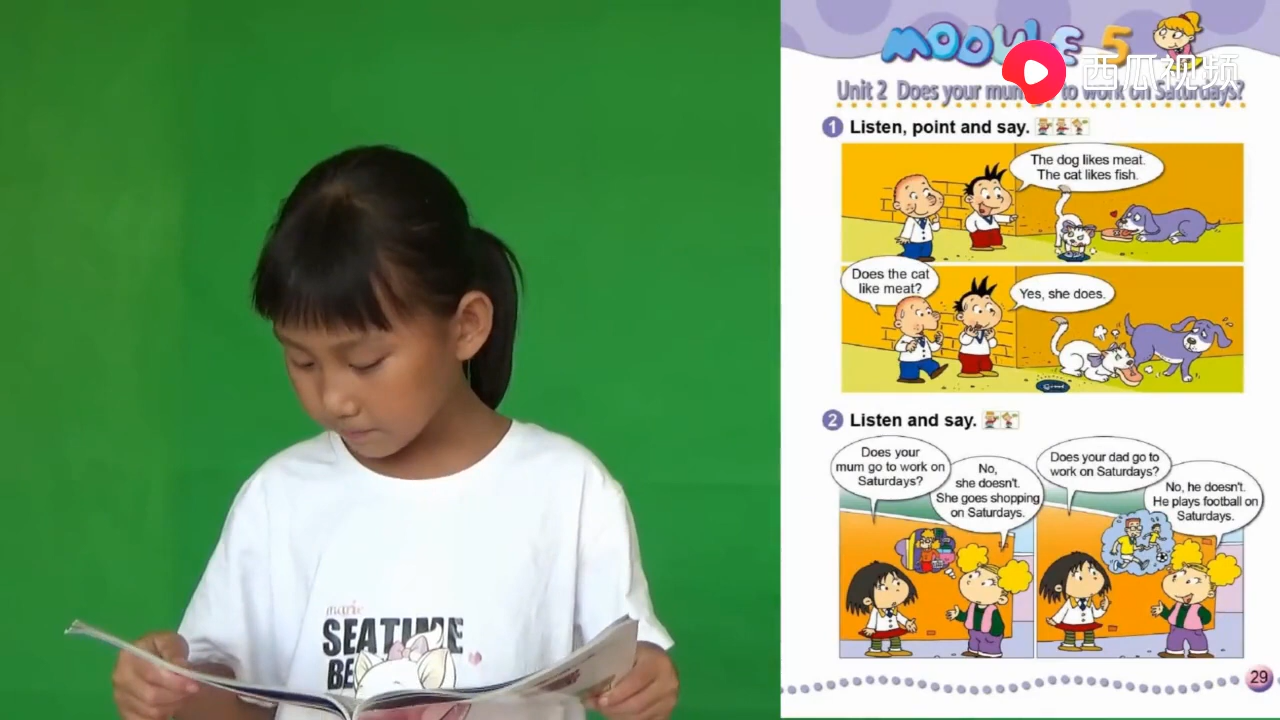 MODULE 5
西瓜视频
Unit 2 Does your mum go to work on Saturdays?
1 Listen, point and say.
The dog likes meat.
The cat likes fish.
Does the cat
like meat?
Yes, she does.
2 Listen and say.
Does your
mum go to work on
Saturdays?
No,
she doesn't.
She goes shopping
on Saturdays.
Does your dad go to
work on Saturdays?
No, he doesn't.
He plays football on
Saturdays.
marie
SEATIME
BE
29